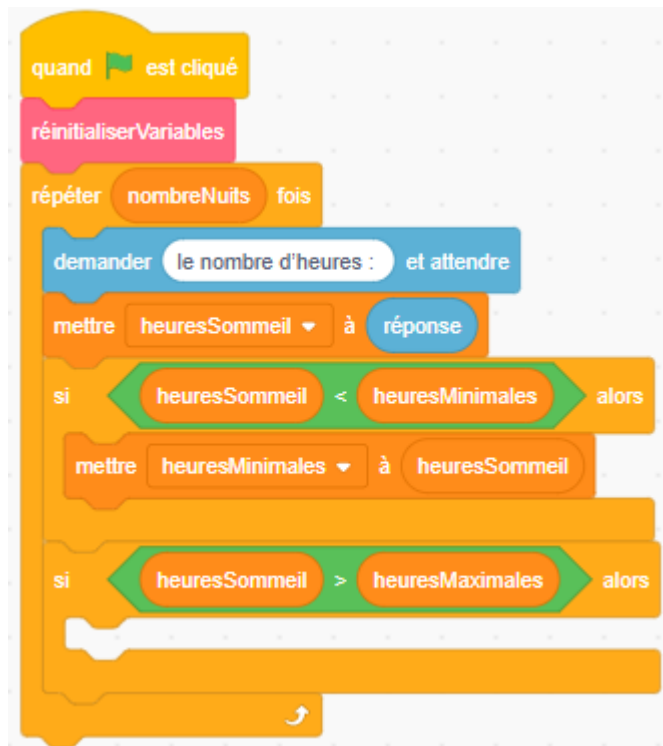 quand est cliqué
réinitialiserVariables
répéter nombreNuits fois
demander le nombre d'heures : et attendre
mettre heuresSommeil à réponse
si heuresSommeil < heuresMinimales alors
mettre heuresMinimales à heuresSommeil
si heuresSommeil > heuresMaximales alors